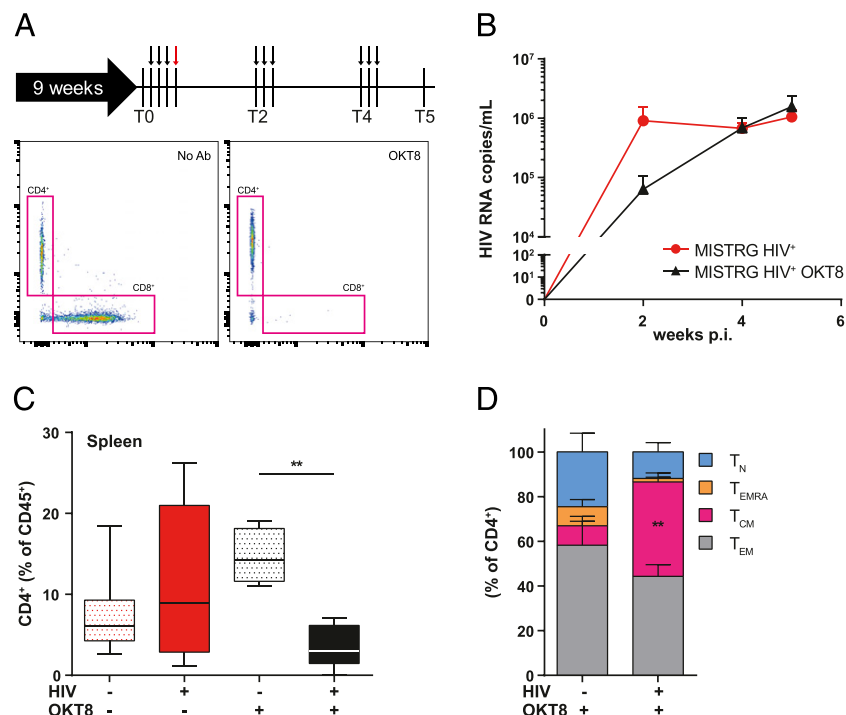 A
9 weeks
T0 T2 T4 T5
No Ab
CD4⁺
CD8⁺
OKT8
CD4⁺
CD8⁺
B
HIV RNA copies/mL
10⁷
10⁶
10⁵
10⁴
10²
10¹
10⁰
0
MISTRG HIV⁺
MISTRG HIV⁺ OKT8
0 2 4 6
weeks p.i.
C
Spleen
CD4⁺ (% of CD45⁺)
30
20
10
0
**
HIV - + - +
OKT8 - - + +
D
(% of CD4⁺)
100
80
60
40
20
0
**
T_N
T_EMRA
T_CM
T_EM
HIV - +
OKT8 + +